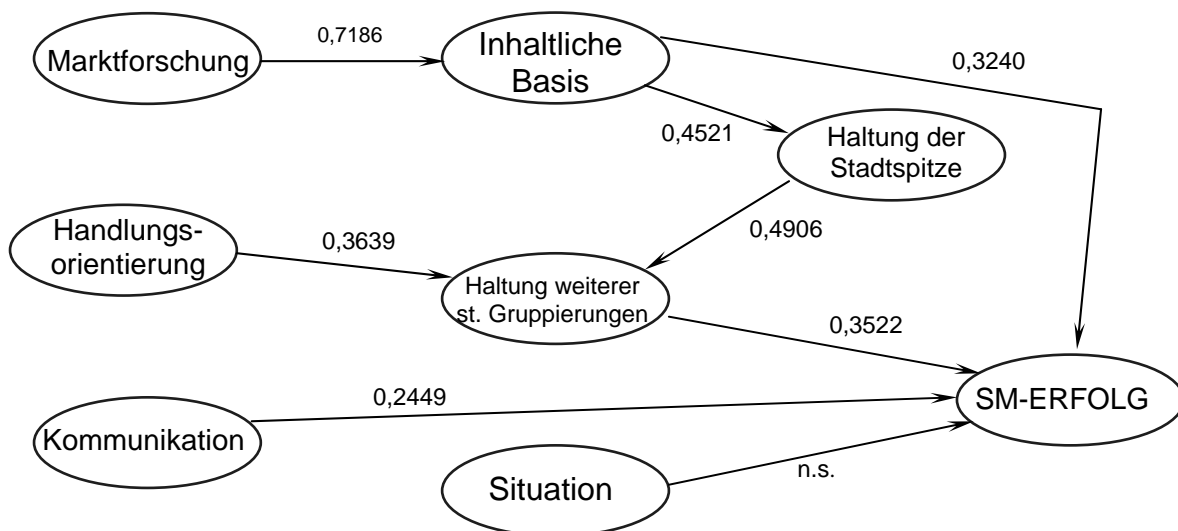 0,7186
Marktforschung
Inhaltliche
Basis
0,3240
0,4521
Haltung der
Stadtspitze
Handlungs-
orientierung
0,3639
0,4906
Haltung weiterer
st. Gruppierungen
0,3522
0,2449
SM-ERFOLG
Kommunikation
Situation
n.s.